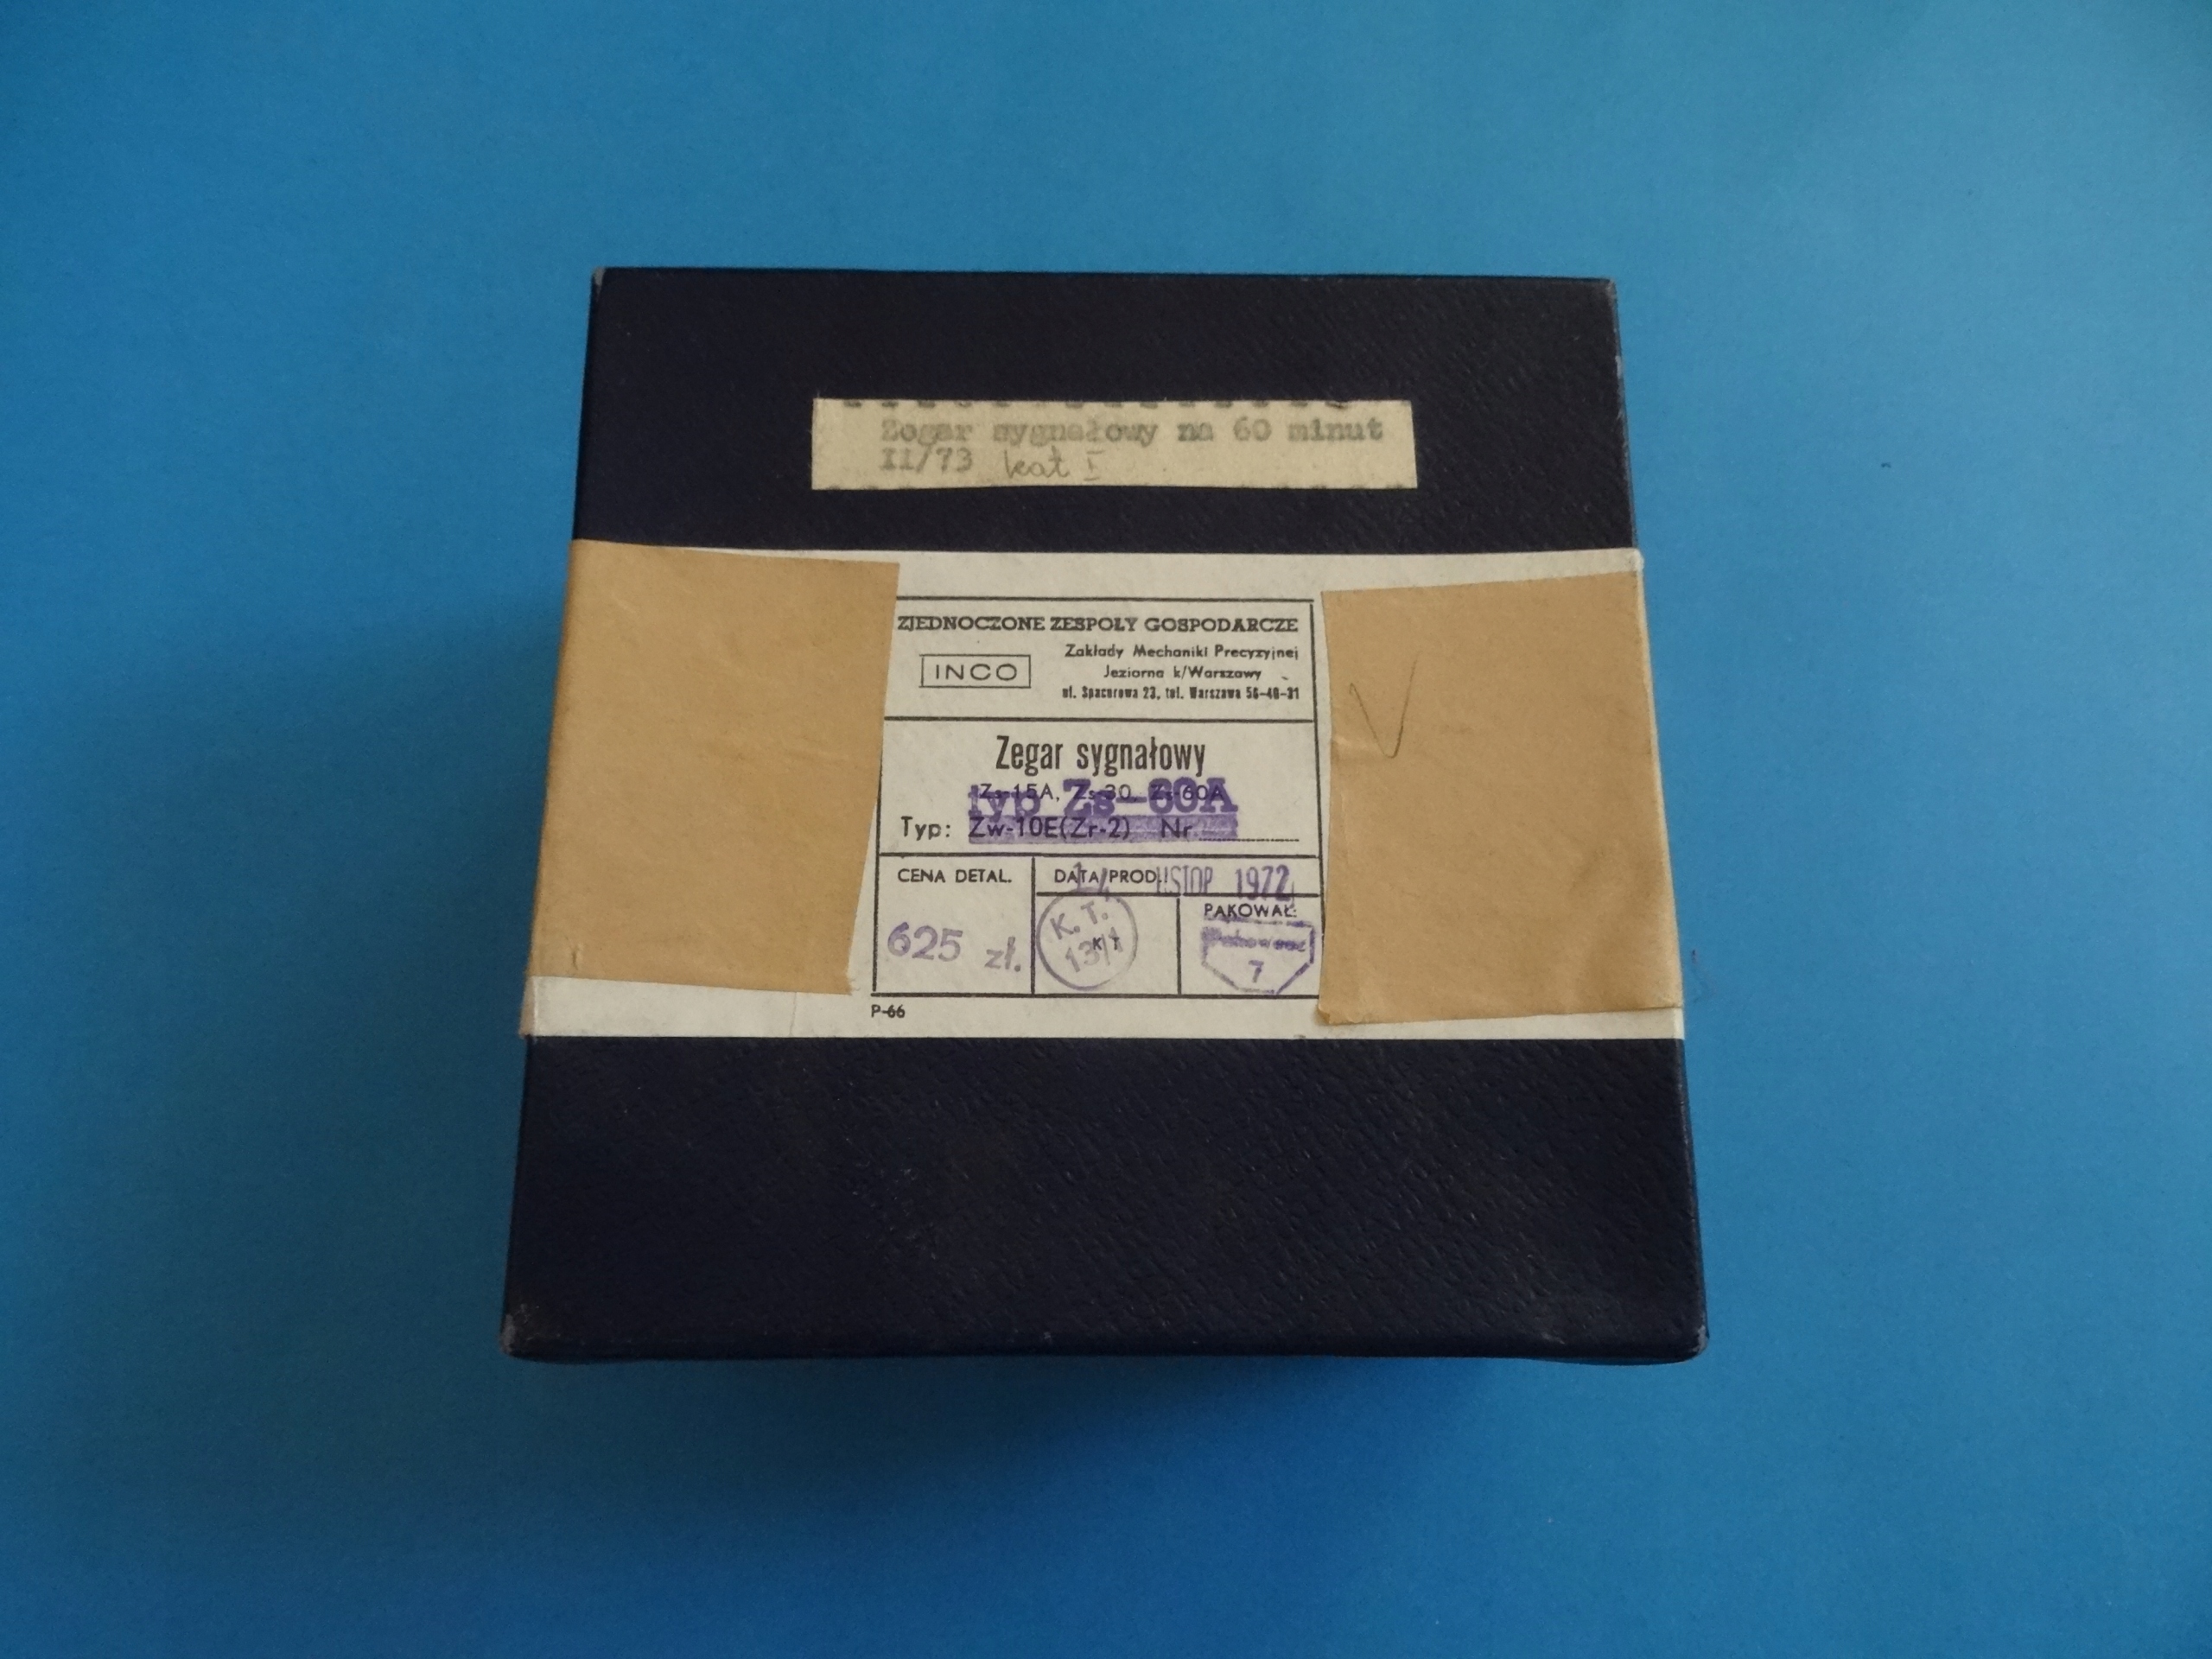 Zegar sygnałowy na 60 minut
II/73 kat I
ZJEDNOCZONE ZESPOŁY GOSPODARCZE
INCO
Zakłady Mechaniki Precyzyjnej
Jeziorna k/Warszawy
ul. Spacerowa 23, tel. Warszawa 56-40-31
Zegar sygnałowy
Zs-15A, Zs-30, Zs-60A
typ Zs-60A
Typ: Zw-10E(Zr-2) Nr
CENA DETAL.
625 zł.
DATA PROD.
LISTOP 1972
K. T.
13/1
K T
PAKOWAŁ:
7
P-66
V